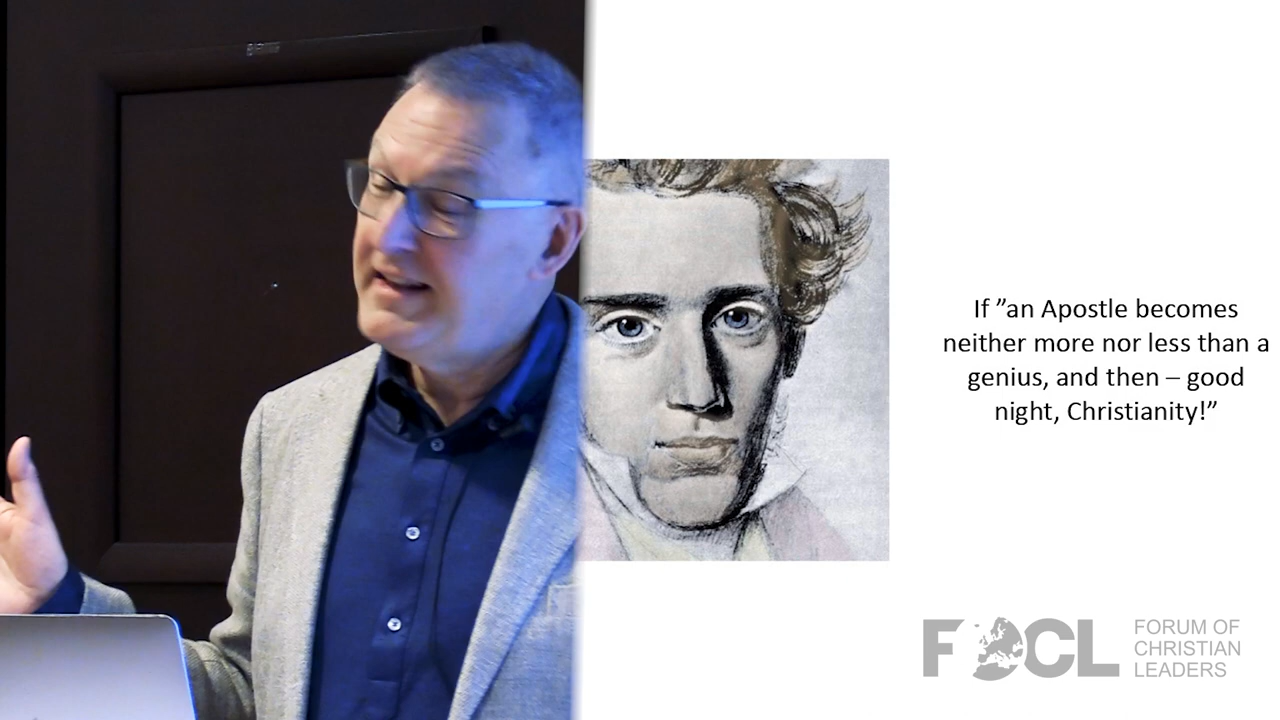 If ”an Apostle becomes
neither more nor less than a
genius, and then – good
night, Christianity!”
FOCL
FORUM OF
CHRISTIAN
LEADERS